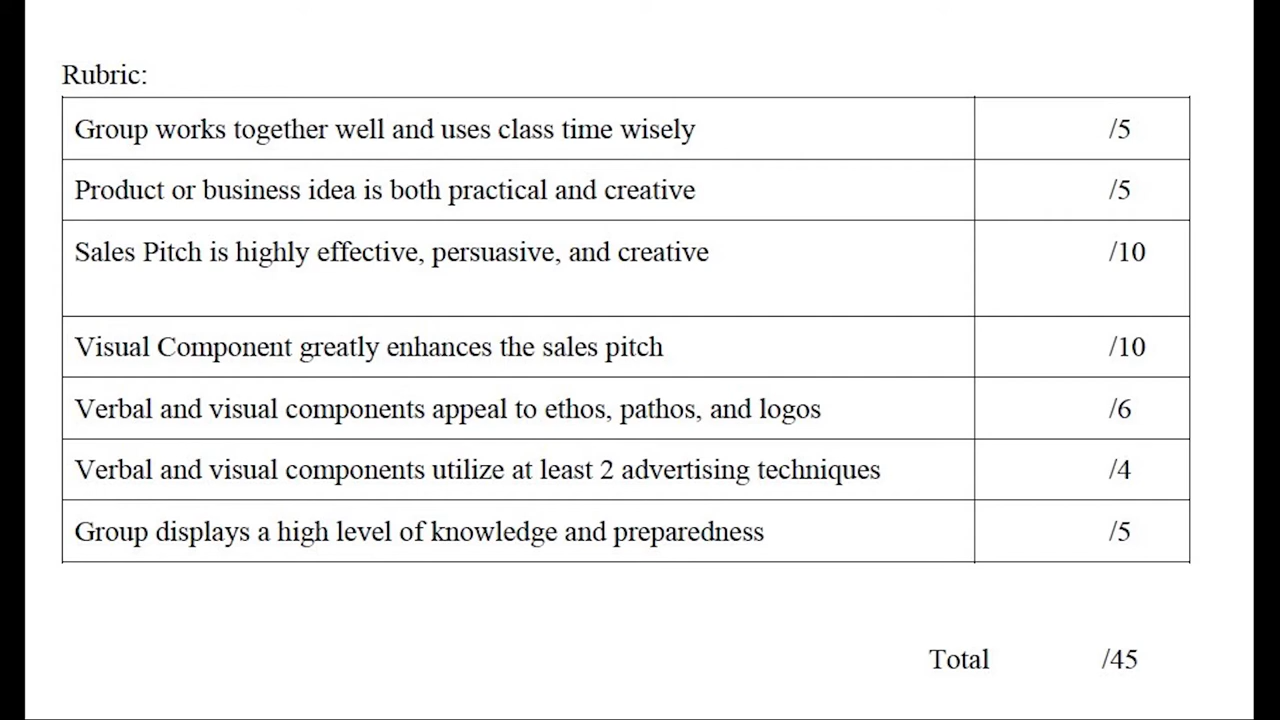 Rubric:
Group works together well and uses class time wisely /5
Product or business idea is both practical and creative /5
Sales Pitch is highly effective, persuasive, and creative /10
Visual Component greatly enhances the sales pitch /10
Verbal and visual components appeal to ethos, pathos, and logos /6
Verbal and visual components utilize at least 2 advertising techniques /4
Group displays a high level of knowledge and preparedness /5
Total /45